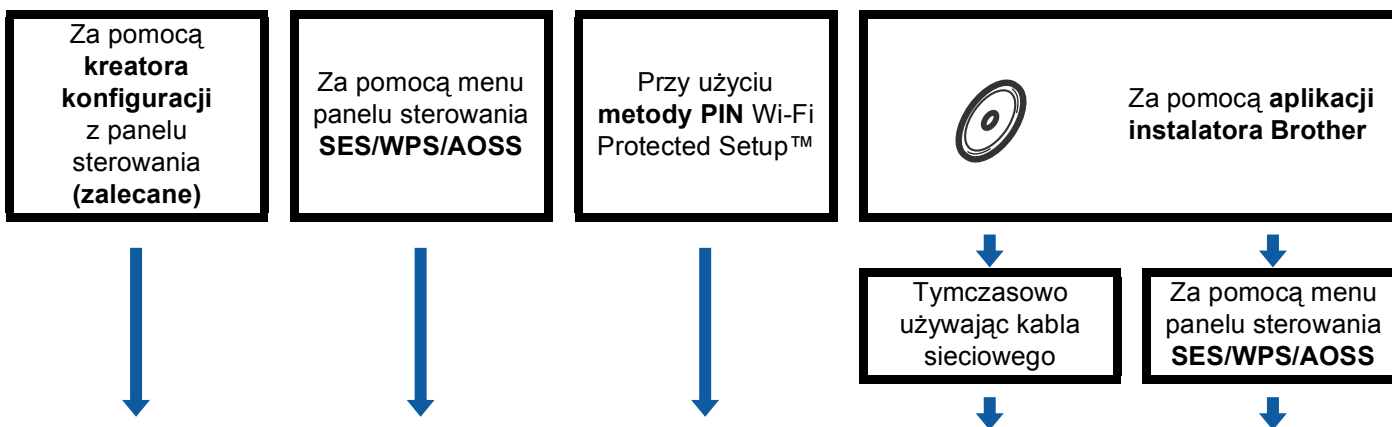 Za pomocą
kreatora
konfiguracji
z panelu
sterowania
(zalecane)
Za pomocą menu
panelu sterowania
SES/WPS/AOSS
Przy użyciu
metody PIN Wi-Fi
Protected Setup™
Za pomocą aplikacji
instalatora Brother
Tymczasowo
używając kabla
sieciowego
Za pomocą menu
panelu sterowania
SES/WPS/AOSS